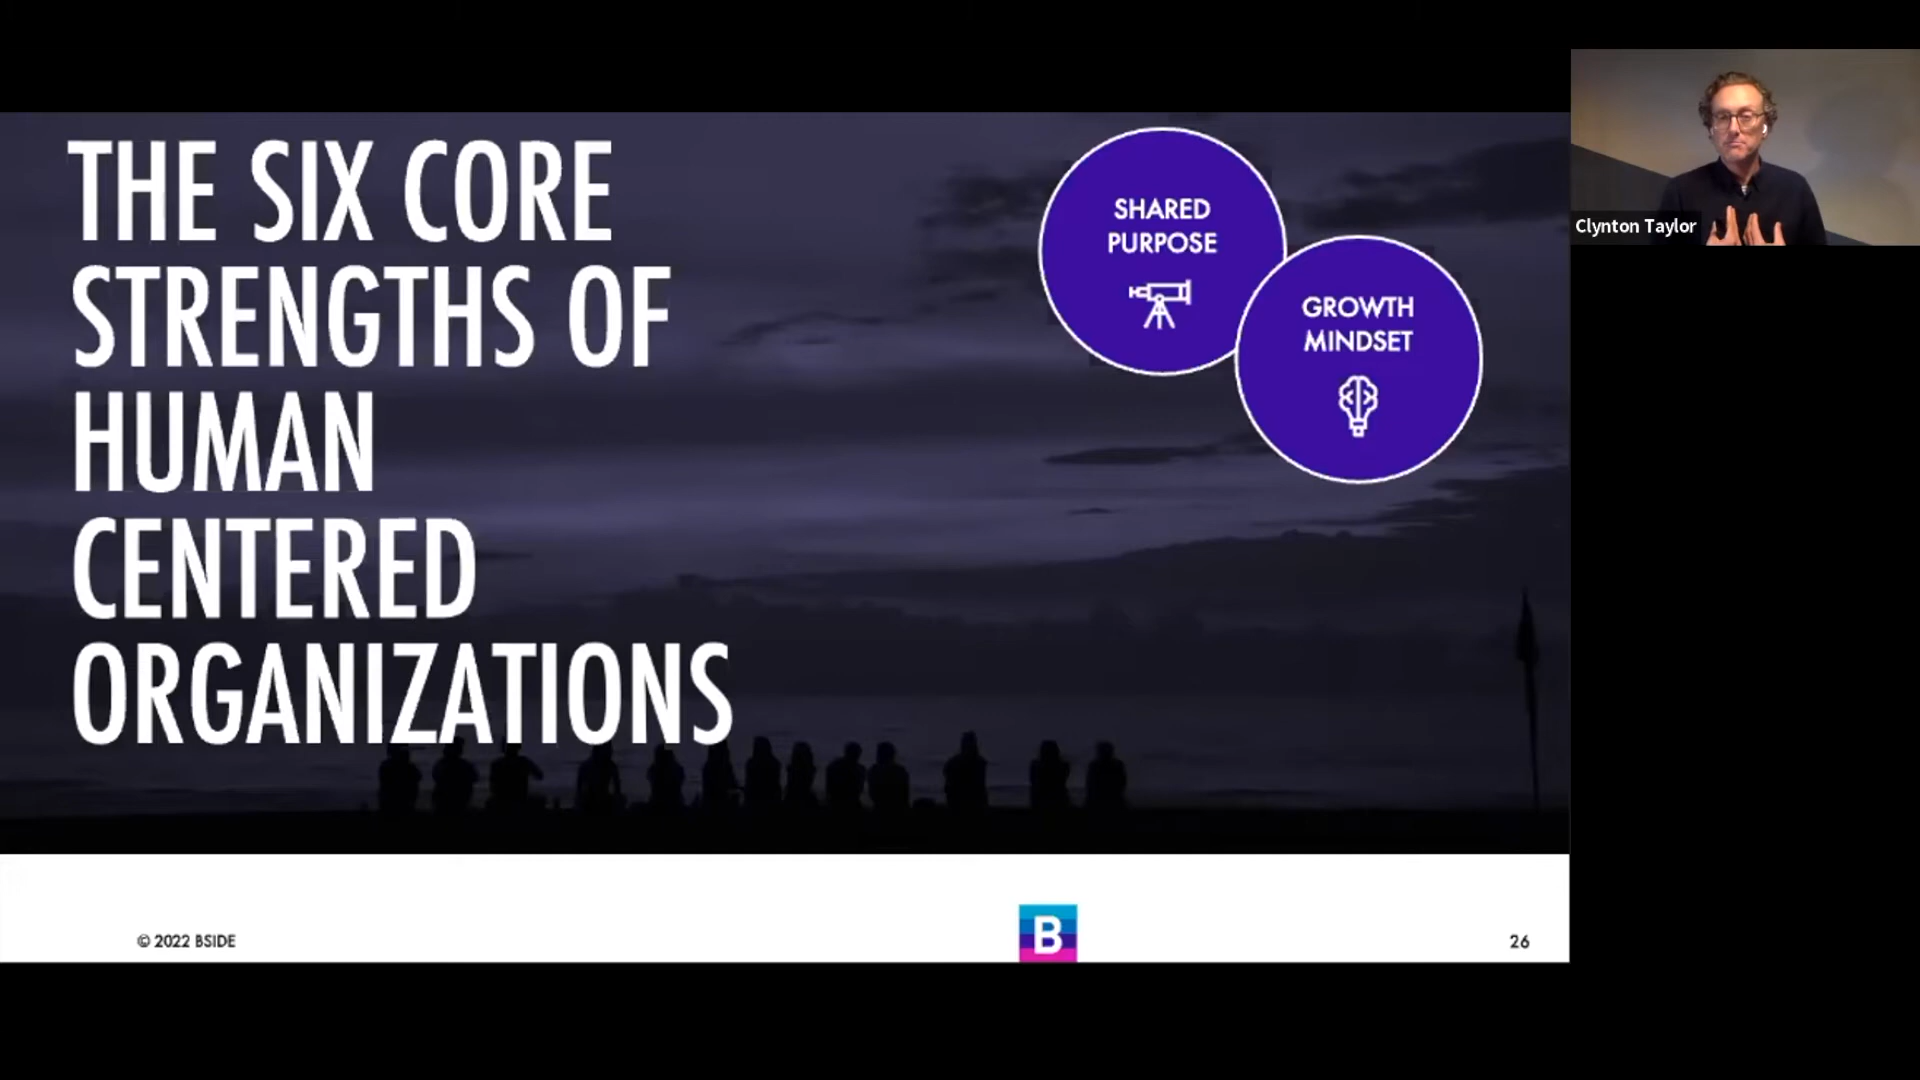 THE SIX CORE
STRENGTHS OF
HUMAN
CENTERED
ORGANIZATIONS
SHARED
PURPOSE
GROWTH
MINDSET
Clynton Taylor
© 2022 BSIDE
B
26